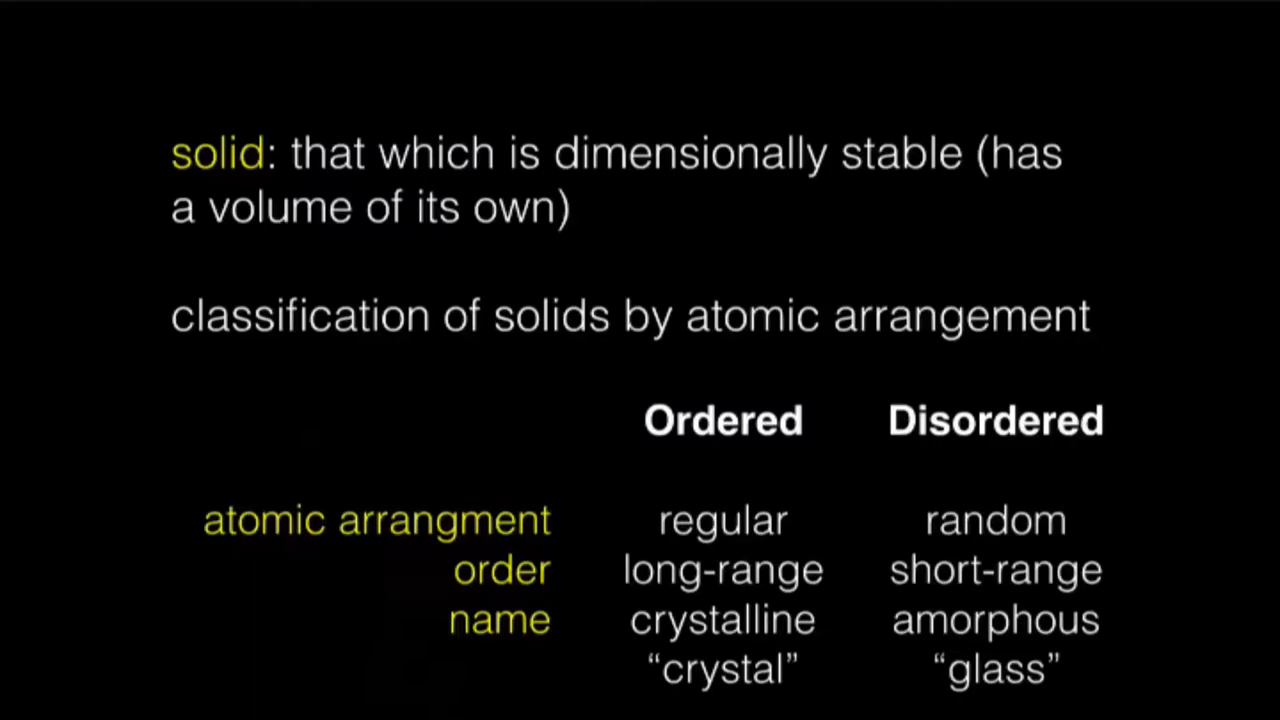 solid: that which is dimensionally stable (has
a volume of its own)
classification of solids by atomic arrangement
Ordered Disordered
atomic arrangment regular random
order long-range short-range
name crystalline amorphous
“crystal” “glass”